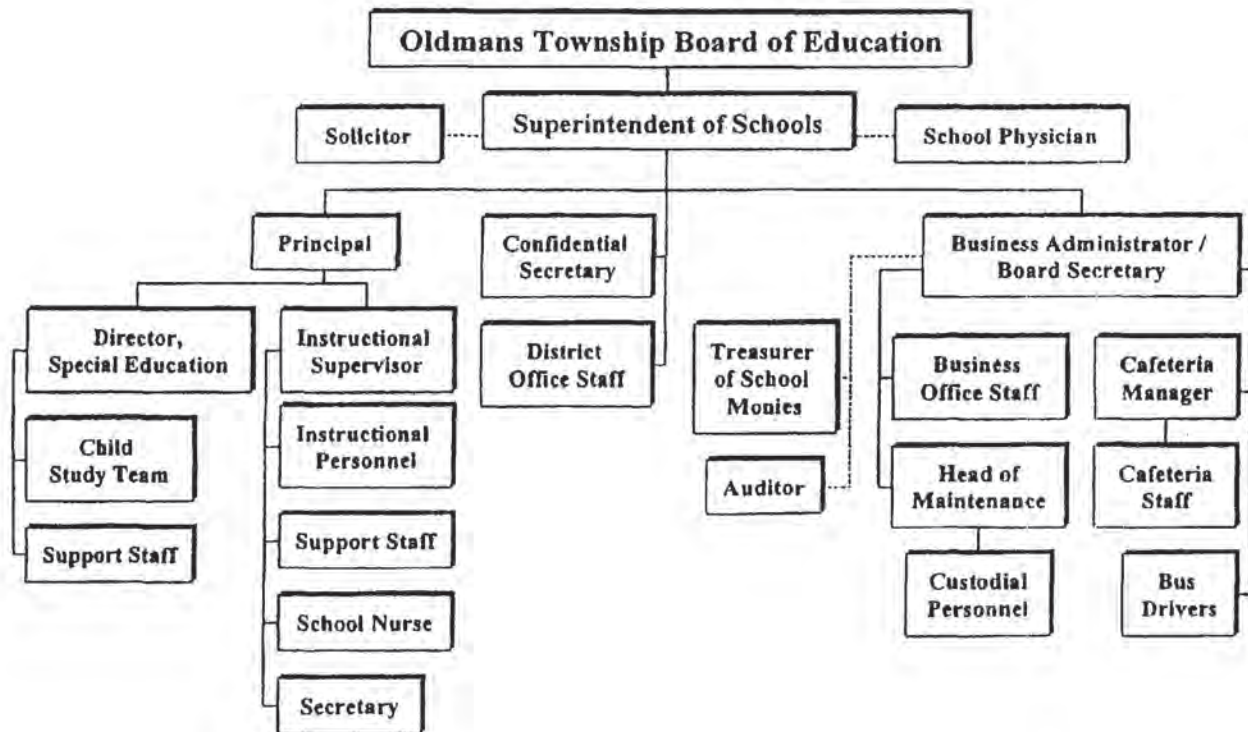 Oldmans Township Board of Education
Superintendent of Schools
Solicitor
School Physician
Principal
Confidential
Secretary
Business Administrator /
Board Secretary
Director,
Special Education
Instructional
Supervisor
District
Office Staff
Treasurer
of School
Monies
Business
Office Staff
Cafeteria
Manager
Child
Study Team
Instructional
Personnel
Auditor
Head of
Maintenance
Cafeteria
Staff
Support Staff
Support Staff
Custodial
Personnel
Bus
Drivers
School Nurse
Secretary